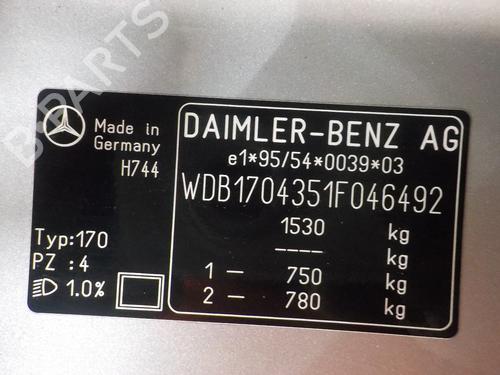 B-PARTS
Made in
Germany
H744
DAIMLER-BENZ AG
e1*95/54*0039*03
WDB1704351F046492
1530 kg
---- kg
1 — 750 kg
2 — 780 kg
Typ:170
PZ :4
1.0%